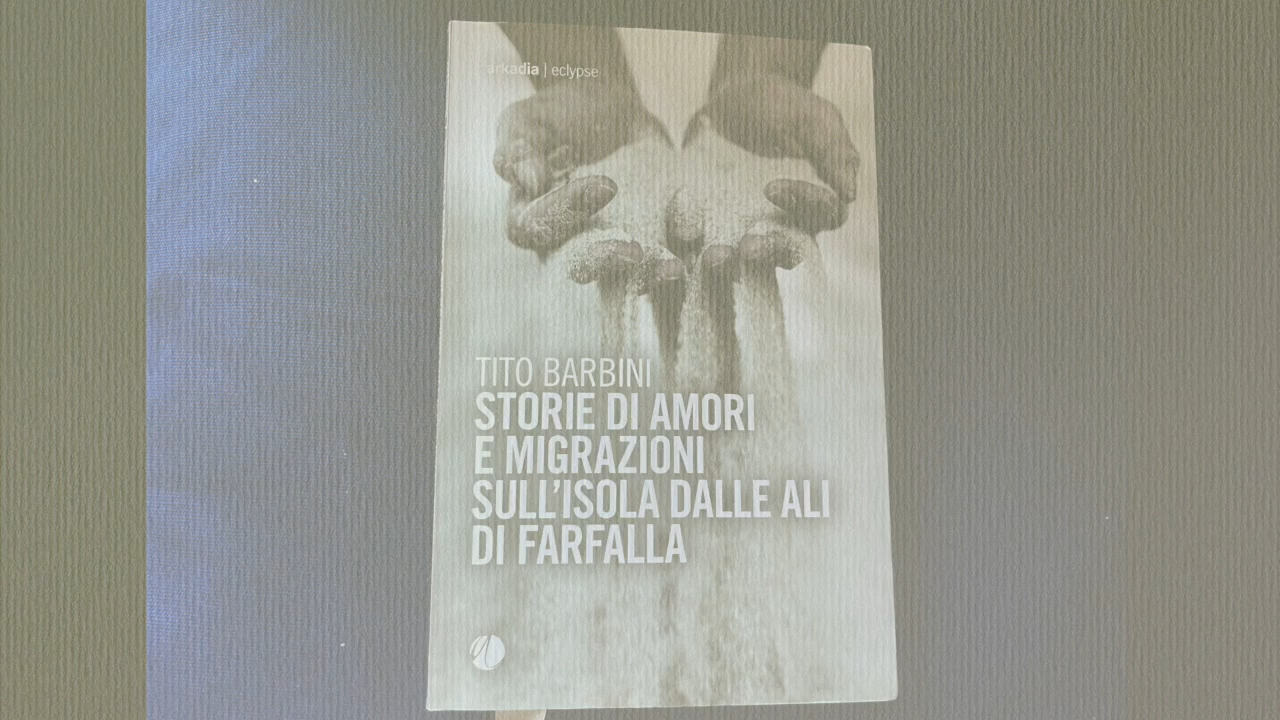 arkadia | eclypse
TITO BARBINI
STORIE DI AMORI
E MIGRAZIONI
SULL'ISOLA DALLE ALI
DI FARFALLA